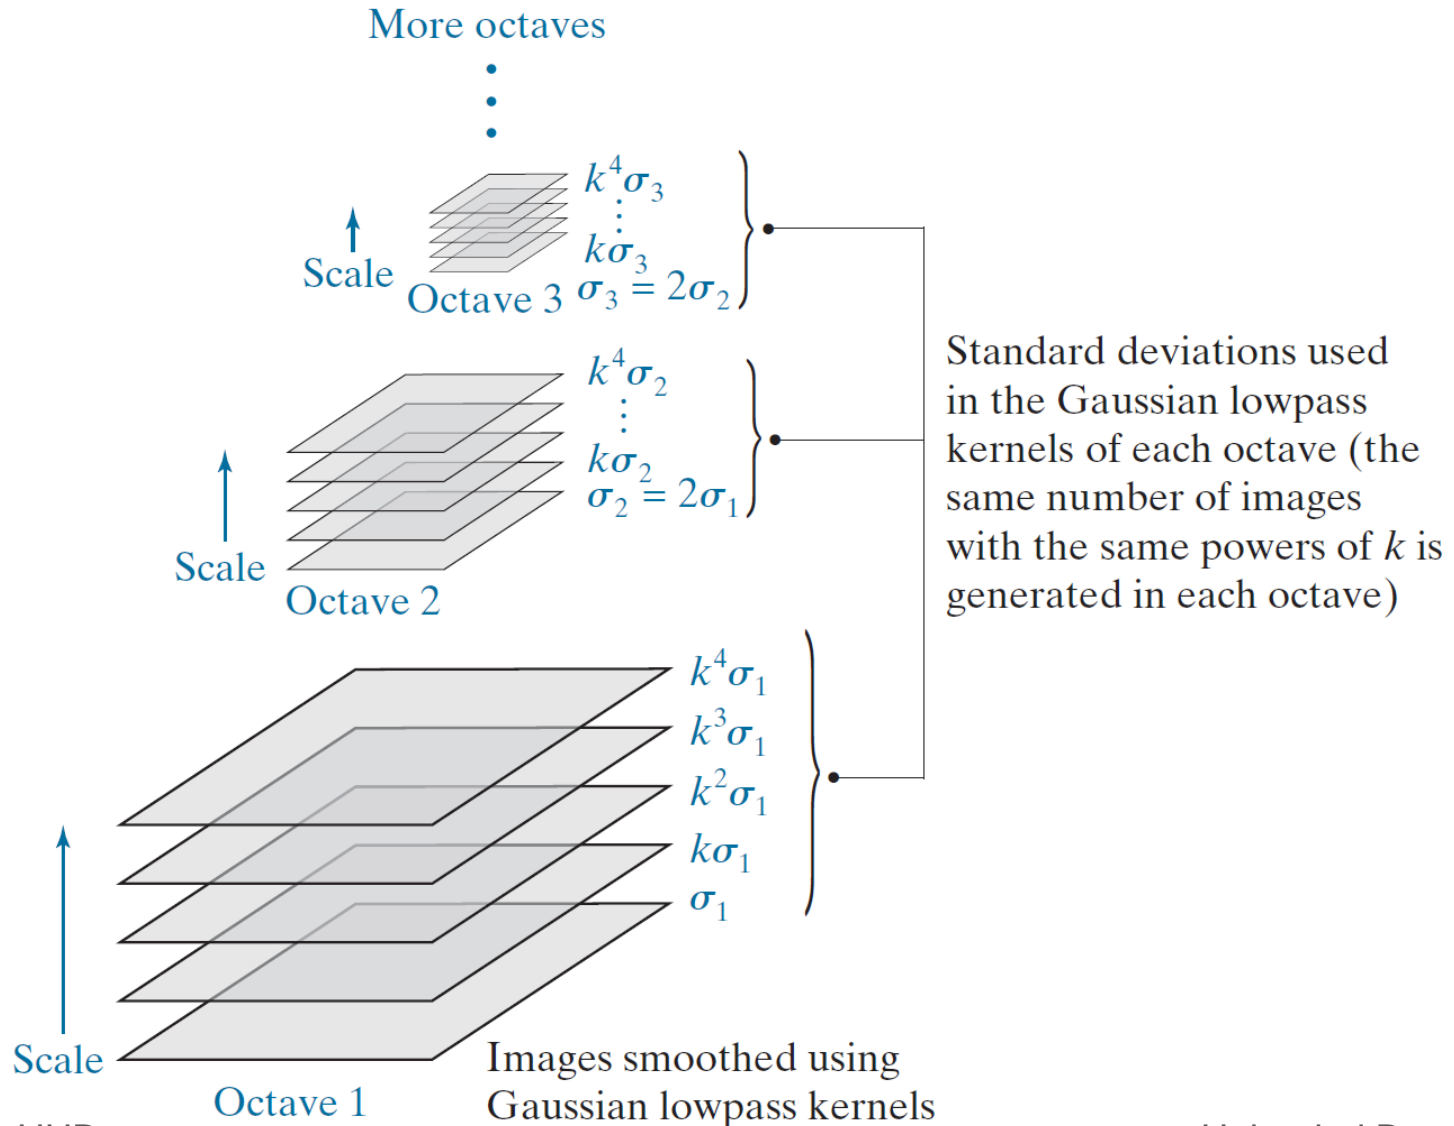 More octaves
k⁴σ₃
⋮
kσ₃
Scale
Octave 3
σ₃ = 2σ₂
k⁴σ₂
⋮
kσ₂
σ₂ = 2σ₁
Scale
Octave 2
Standard deviations used
in the Gaussian lowpass
kernels of each octave (the
same number of images
with the same powers of k is
generated in each octave)
k⁴σ₁
k³σ₁
k²σ₁
kσ₁
σ₁
Scale
Octave 1
Images smoothed using
Gaussian lowpass kernels